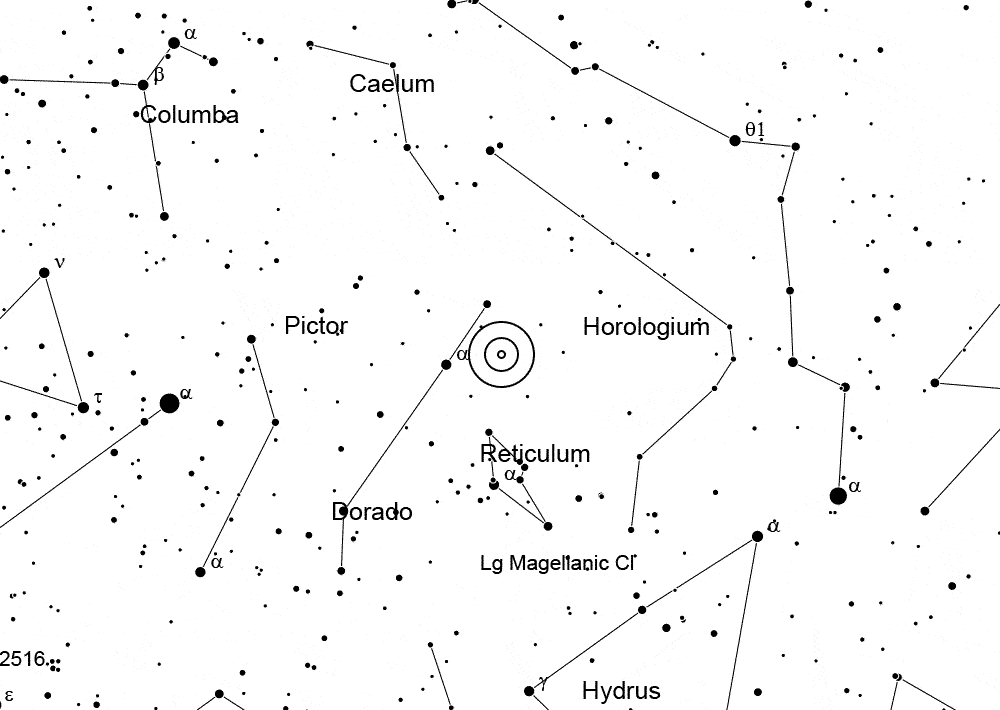 α
β
Columba
Caelum
θ1
ν
Pictor
Horologium
α
τ
α
Reticulum
α
α
Dorado
α
Lg Magellanic Cl
α
2516
γ
ε
Hydrus